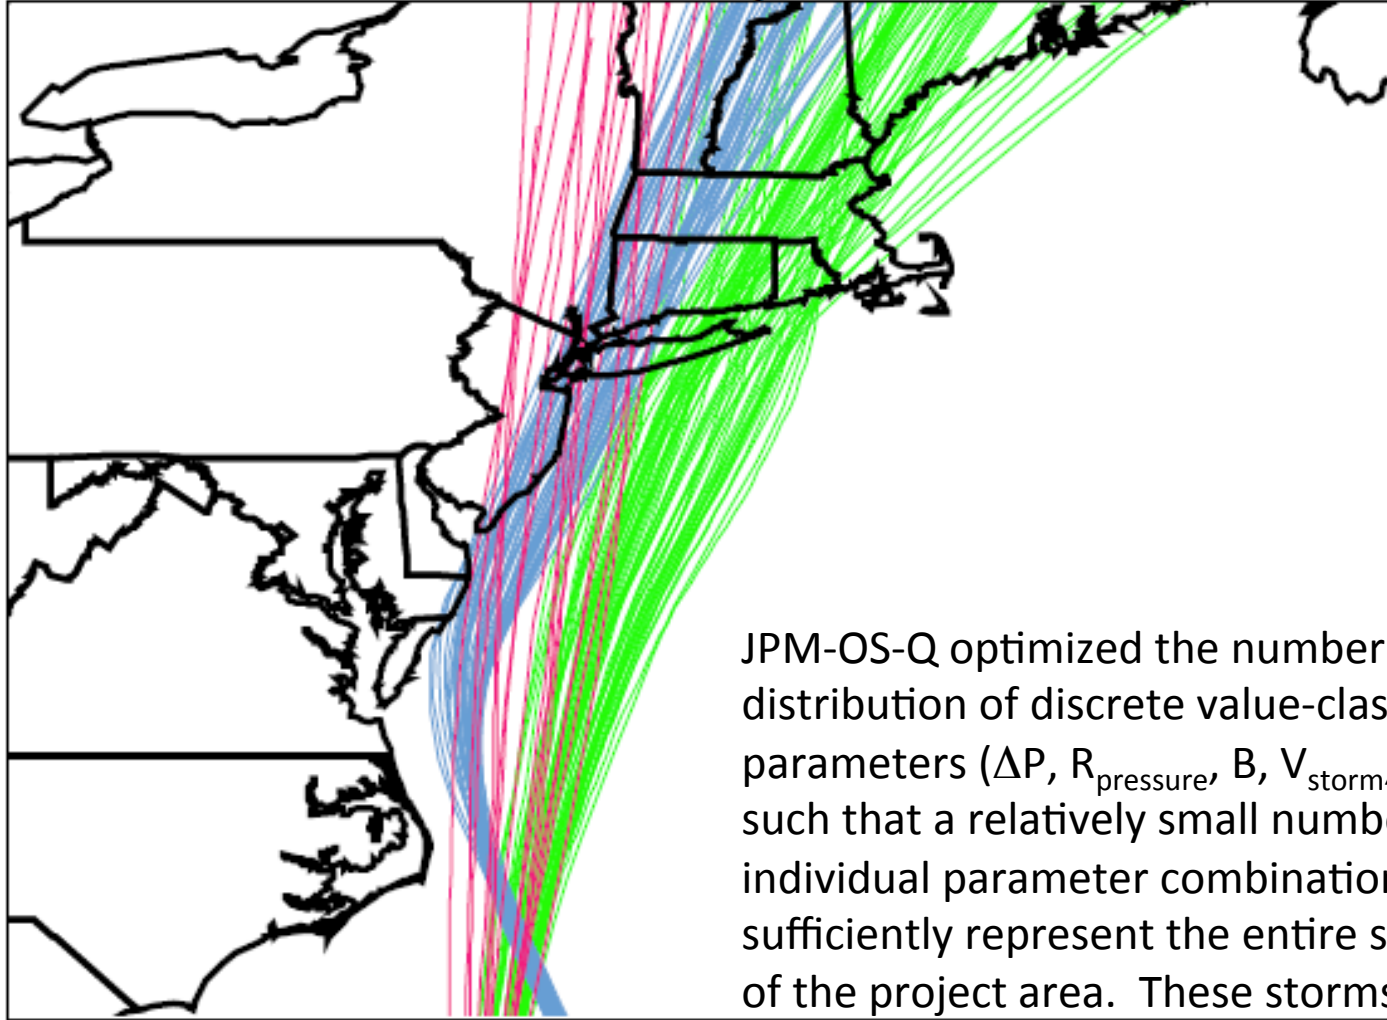 JPM-OS-Q optimized the number
distribution of discrete value-clas
parameters (ΔP, Rpressure, B, Vstorm,
such that a relatively small numb
individual parameter combination
sufficiently represent the entire s
of the project area. These storms